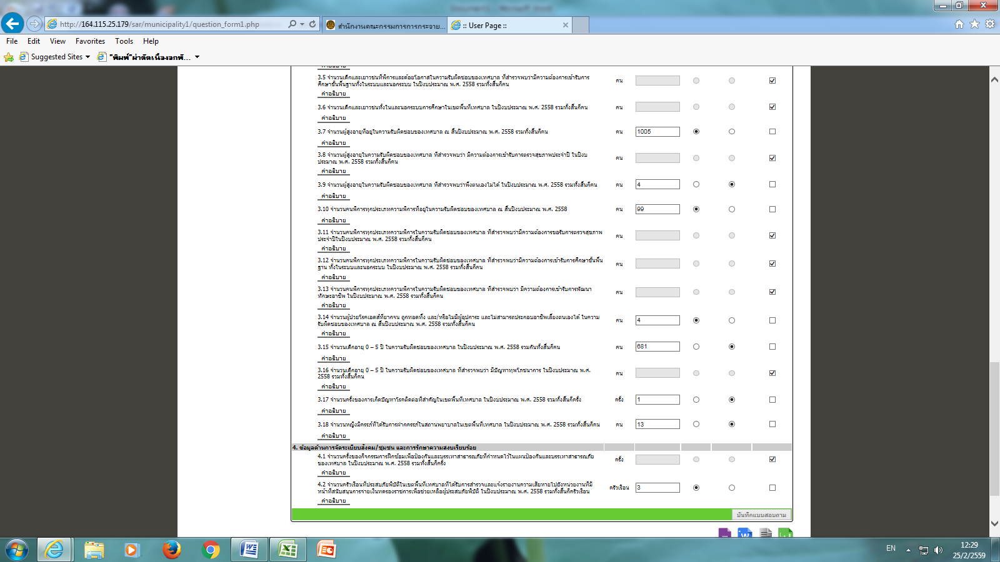 http://164.115.25.179/sar/municipality1/question_form1.php
สำนักงานคณะกรรมการการกระจาย...
:: User Page ::
File Edit View Favorites Tools Help
Suggested Sites
"พิมพ์"ผ่าตัดเนื้องอกพั...
คำอธิบาย
3.5 จำนวนเด็กและเยาวชนที่พิการและด้อยโอกาสในความรับผิดชอบของเทศบาล ที่สำรวจพบว่ามีความต้องการเข้ารับการ คน
ศึกษาขั้นพื้นฐานทั้งในระบบและนอกระบบ ในปีงบประมาณ พ.ศ. 2558 รวมทั้งสิ้นกี่คน
คำอธิบาย
3.6 จำนวนเด็กและเยาวชนทั้งในและนอกระบบการศึกษาในเขตพื้นที่เทศบาล ในปีงบประมาณ พ.ศ. 2558 รวมทั้งสิ้นกี่คน คน
คำอธิบาย
3.7 จำนวนผู้สูงอายุที่อยู่ในความรับผิดชอบของเทศบาล ณ สิ้นปีงบประมาณ พ.ศ. 2558 รวมทั้งสิ้นกี่คน คน 1005
คำอธิบาย
3.8 จำนวนผู้สูงอายุในความรับผิดชอบของเทศบาล ที่สำรวจพบว่า มีความต้องการเข้ารับการตรวจสุขภาพประจำปี ในปีงบ คน
ประมาณ พ.ศ. 2558 รวมทั้งสิ้นกี่คน
คำอธิบาย
3.9 จำนวนผู้สูงอายุในความรับผิดชอบของเทศบาล ที่สำรวจพบว่าพึ่งตนเองไม่ได้ ในปีงบประมาณ พ.ศ. 2558 รวมทั้งสิ้นกี่คน คน 4
คำอธิบาย
3.10 จำนวนคนพิการทุกประเภทความพิการที่อยู่ในความรับผิดชอบของเทศบาล ณ สิ้นปีงบประมาณ พ.ศ. 2558 คน 99
คำอธิบาย
3.11 จำนวนคนพิการทุกประเภทความพิการในความรับผิดชอบของเทศบาล ที่สำรวจพบว่ามีความต้องการขอรับการตรวจสุขภาพ คน
ประจำปีในปีงบประมาณ พ.ศ. 2558 รวมทั้งสิ้นกี่คน
คำอธิบาย
3.12 จำนวนคนพิการทุกประเภทความพิการในความรับผิดชอบของเทศบาล ที่สำรวจพบว่ามีความต้องการเข้ารับการศึกษาขั้นพื้น คน
ฐาน ทั้งในระบบและนอกระบบ ในปีงบประมาณ พ.ศ. 2558 รวมทั้งสิ้นกี่คน
คำอธิบาย
3.13 จำนวนคนพิการทุกประเภทความพิการในความรับผิดชอบของเทศบาล ที่สำรวจพบว่า มีความต้องการเข้ารับการพัฒนา คน
ทักษะอาชีพ ในปีงบประมาณ พ.ศ. 2558 รวมทั้งสิ้นกี่คน
คำอธิบาย
3.14 จำนวนผู้ป่วยโรคเอดส์ที่ยากจน ถูกทอดทิ้ง และ/หรือไม่มีผู้อุปการะ และไม่สามารถประกอบอาชีพเลี้ยงตนเองได้ ในความ คน 4
รับผิดชอบของเทศบาล ณ สิ้นปีงบประมาณ พ.ศ. 2558 รวมทั้งสิ้นกี่คน
คำอธิบาย
3.15 จำนวนเด็กอายุ 0 – 5 ปี ในความรับผิดชอบของเทศบาล ในปีงบประมาณ พ.ศ. 2558 รวมกันทั้งสิ้นกี่คน คน 681
คำอธิบาย
3.16 จำนวนเด็กอายุ 0 – 5 ปี ในความรับผิดชอบของเทศบาล ที่สำรวจพบว่า มีปัญหาทุพโภชนาการ ในปีงบประมาณ พ.ศ. คน
2558 รวมทั้งสิ้นกี่คน
คำอธิบาย
3.17 จำนวนครั้งของการเกิดปัญหาโรคติดต่อที่สำคัญในเขตพื้นที่เทศบาล ในปีงบประมาณ พ.ศ. 2558 รวมทั้งสิ้นกี่ครั้ง ครั้ง 1
คำอธิบาย
3.18 จำนวนหญิงมีครรภ์ที่ได้รับการฝากครรภ์ในสถานพยาบาลในเขตพื้นที่เทศบาล ในปีงบประมาณ พ.ศ. 2558 รวมทั้งสิ้นกี่คน คน 13
คำอธิบาย
4. ข้อมูลด้านการจัดระเบียบสังคม/ชุมชน และการรักษาความสงบเรียบร้อย
4.1 จำนวนครั้งของกิจกรรมการฝึกซ้อมเพื่อป้องกันและบรรเทาสาธารณภัยที่กำหนดไว้ในแผนป้องกันและบรรเทาสาธารณภัย ครั้ง
ของเทศบาล ในปีงบประมาณ พ.ศ. 2558 รวมทั้งสิ้นกี่ครั้ง
คำอธิบาย
4.2 จำนวนครัวเรือนที่ประสบภัยพิบัติในเขตพื้นที่เทศบาลที่ได้รับการสำรวจและแจ้งรายงานความเสียหายไปยังหน่วยงานที่มี ครัวเรือน 3
หน้าที่สนับสนุนการจ่ายเงินทดรองราชการเพื่อช่วยเหลือผู้ประสบภัยพิบัติ ในปีงบประมาณ พ.ศ. 2558 รวมทั้งสิ้นกี่ครัวเรือน
คำอธิบาย
บันทึกแบบสอบถาม
EN
12:29
25/2/2559